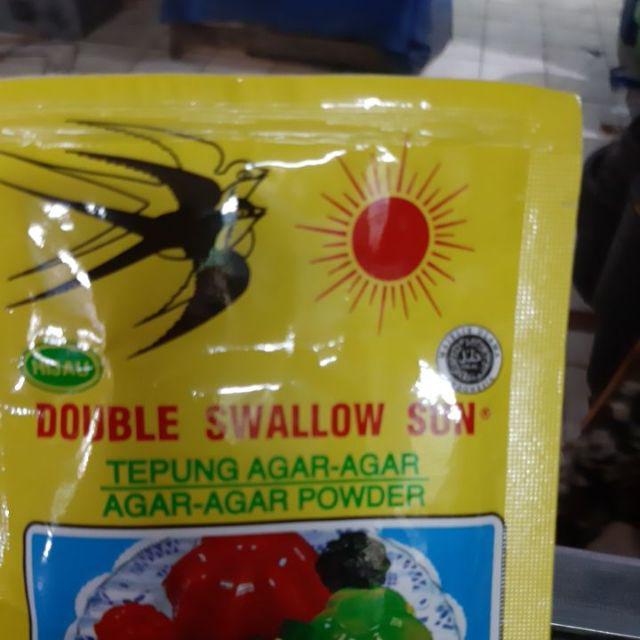 HIJAU
DOUBLE SWALLOW SUN®
TEPUNG AGAR-AGAR
AGAR-AGAR POWDER